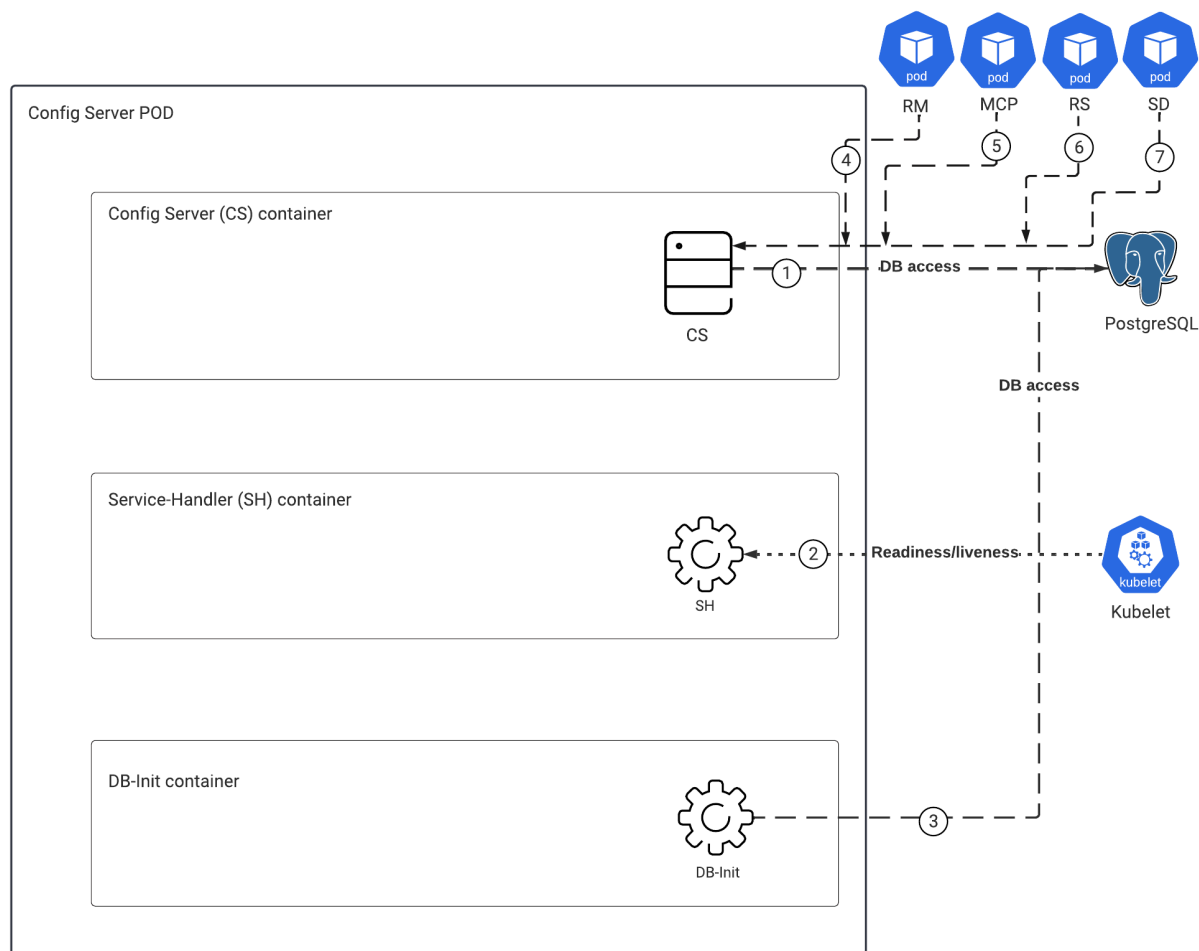 pod
pod
pod
pod
RM
MCP
RS
SD
Config Server POD
4
5
6
7
Config Server (CS) container
1
DB access
CS
PostgreSQL
DB access
Service-Handler (SH) container
2
Readiness/liveness
kubelet
SH
Kubelet
DB-Init container
3
DB-Init